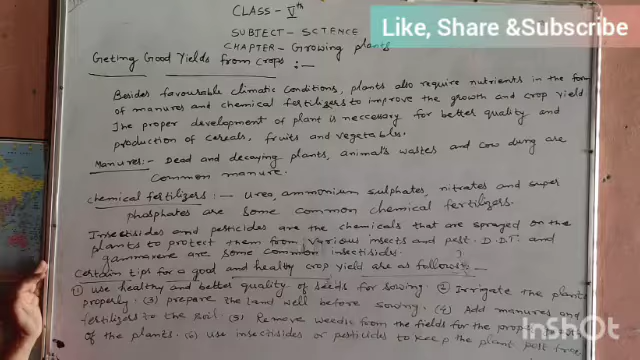 CLASS - Vth
Like, Share &Subscribe
SUBJECT - SCIENCE
CHAPTER - Growing plants
Geting Good Yields from crops :-
Besides favourable climatic conditions, plants also require nutrients in the form
of manures and chemical fertilizers to improve the growth and crop yield
The proper development of plant is neccesary for better quality and
production of cereals, fruits and vegetables.
Manures:- Dead and decaying plants, animal's wastes and cow dung are
common manure.
Chemical fertilizers :- Urea, ammonium sulphates, nitrates and super
phosphates are some common chemical fertilizers.
Insectisides and pesticides are the chemicals that are sprayed on the
plants to protect them from various insects and pest. D.D.T. and
gammaxene are some common insectisides.
Certain tips for a good and healthy crop yield are as follows:-
(1) Use healthy and better quality of seeds for sowing. (2) Irrigate the plants
properly. (3) prepare the land well before sowing. (4) Add manures and
fertilizers to the soil. (5) Remove weeds from the fields for the proper
of the plants. (6) Use insectisides or pesticides to keep the plant pest free
InShOt